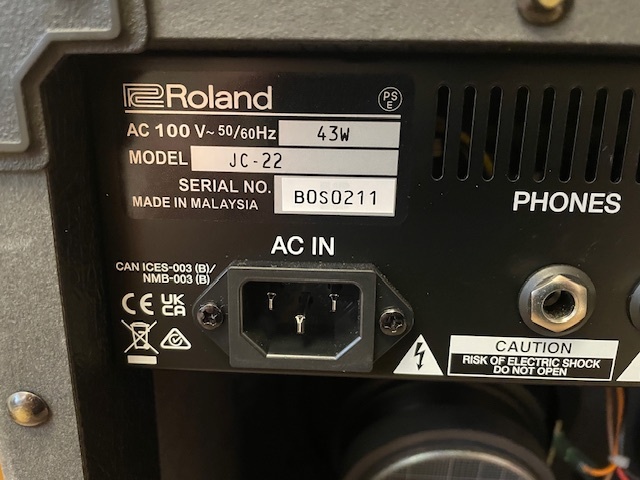 Roland
PS
E
AC 100 V~ 50/60Hz 43W
MODEL JC-22
SERIAL NO. B0S0211
MADE IN MALAYSIA
PHONES
AC IN
CAN ICES-003 (B)/
NMB-003 (B)
CE UK
CA
CAUTION
RISK OF ELECTRIC SHOCK
DO NOT OPEN